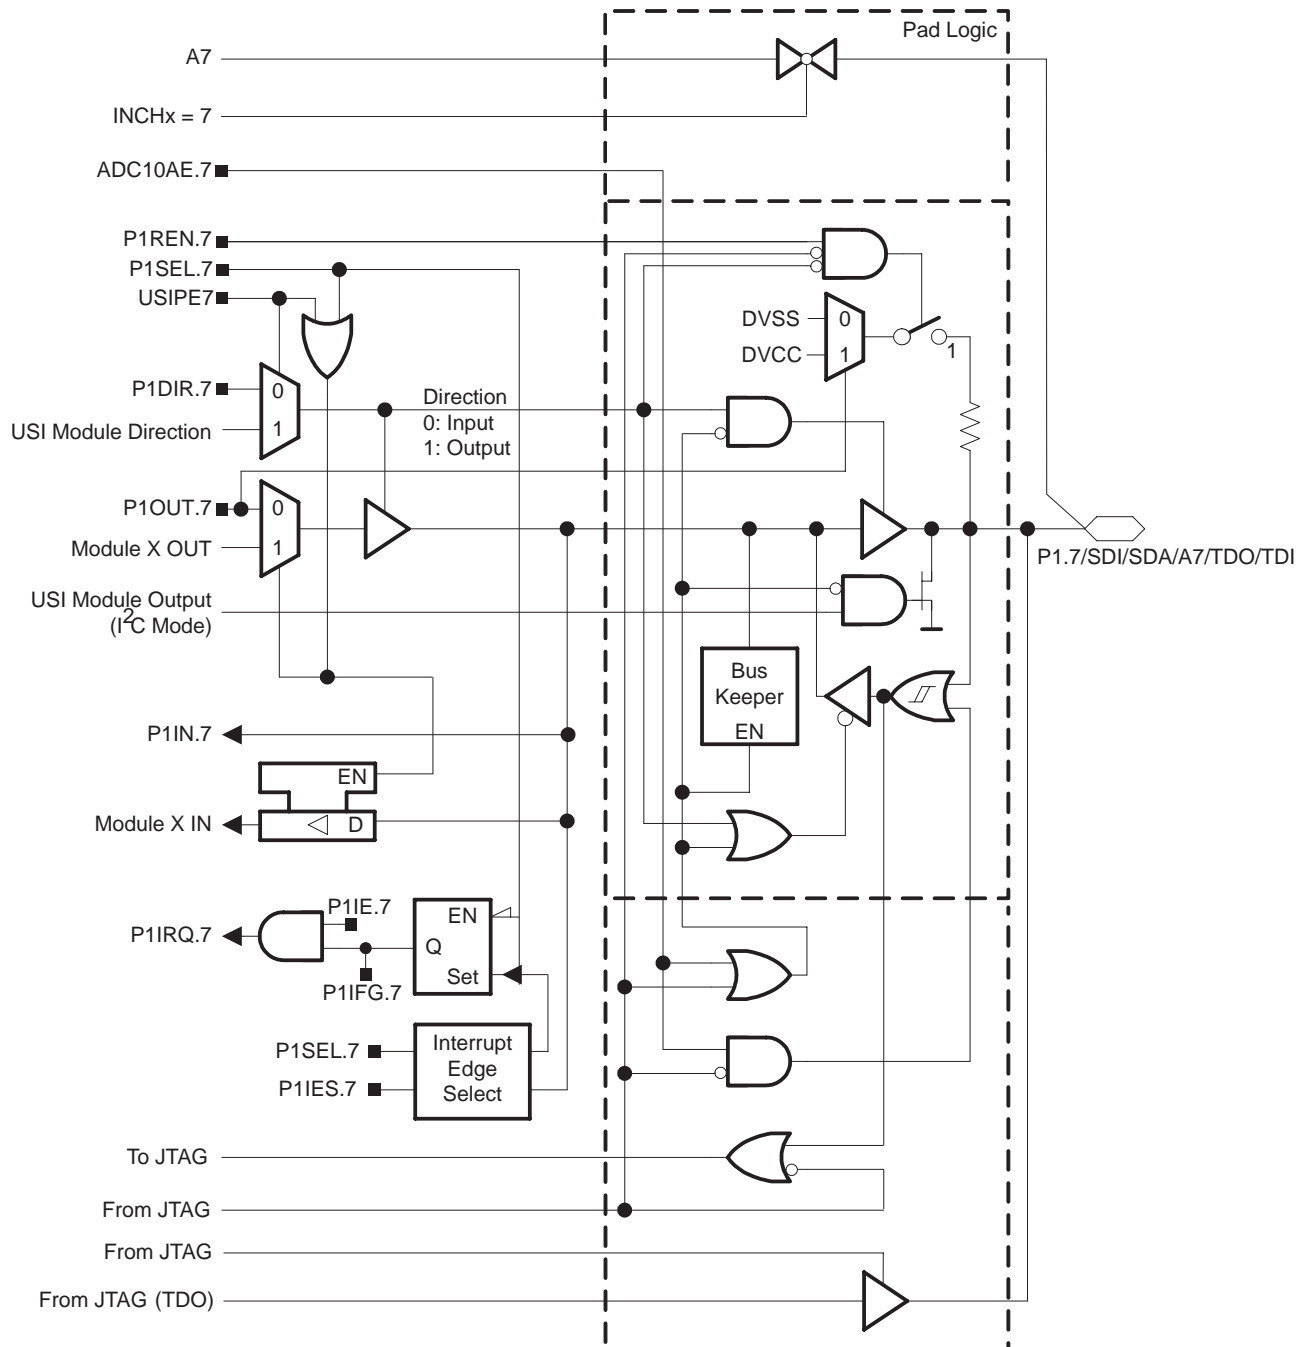 Pad Logic
A7
INCHx = 7
ADC10AE.7
P1REN.7
P1SEL.7
USIPE7
DVSS
0
DVCC
1
1
P1DIR.7
0
USI Module Direction
1
Direction
0: Input
1: Output
P1OUT.7
0
Module X OUT
1
P1.7/SDI/SDA/A7/TDO/TDI
USI Module Output
(I2C Mode)
Bus
Keeper
EN
P1IN.7
EN
Module X IN
D
P1IE.7
EN
P1IRQ.7
Q
Set
P1IFG.7
P1SEL.7
P1IES.7
Interrupt
Edge
Select
To JTAG
From JTAG
From JTAG
From JTAG (TDO)